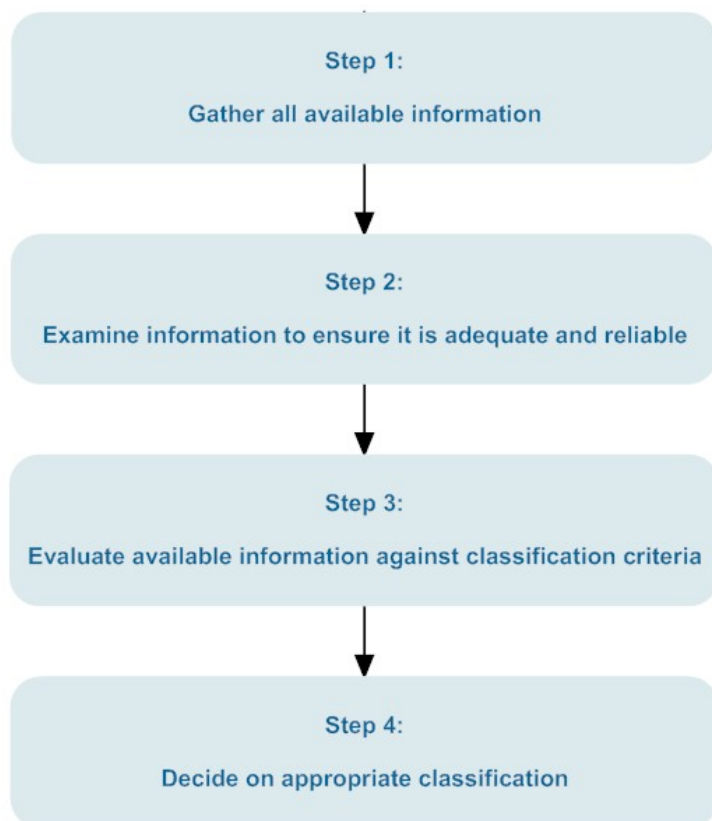 Step 1:
Gather all available information
Step 2:
Examine information to ensure it is adequate and reliable
Step 3:
Evaluate available information against classification criteria
Step 4:
Decide on appropriate classification